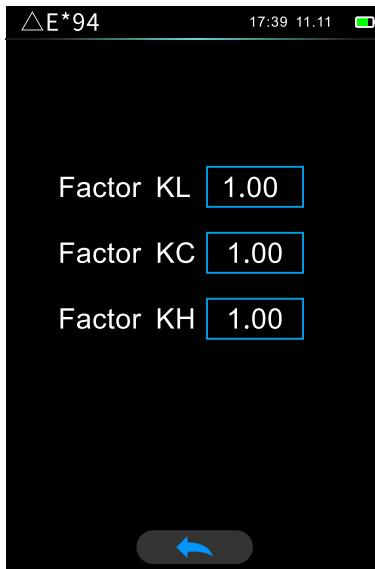 △E*94 17:39 11.11
Factor KL 1.00
Factor KC 1.00
Factor KH 1.00